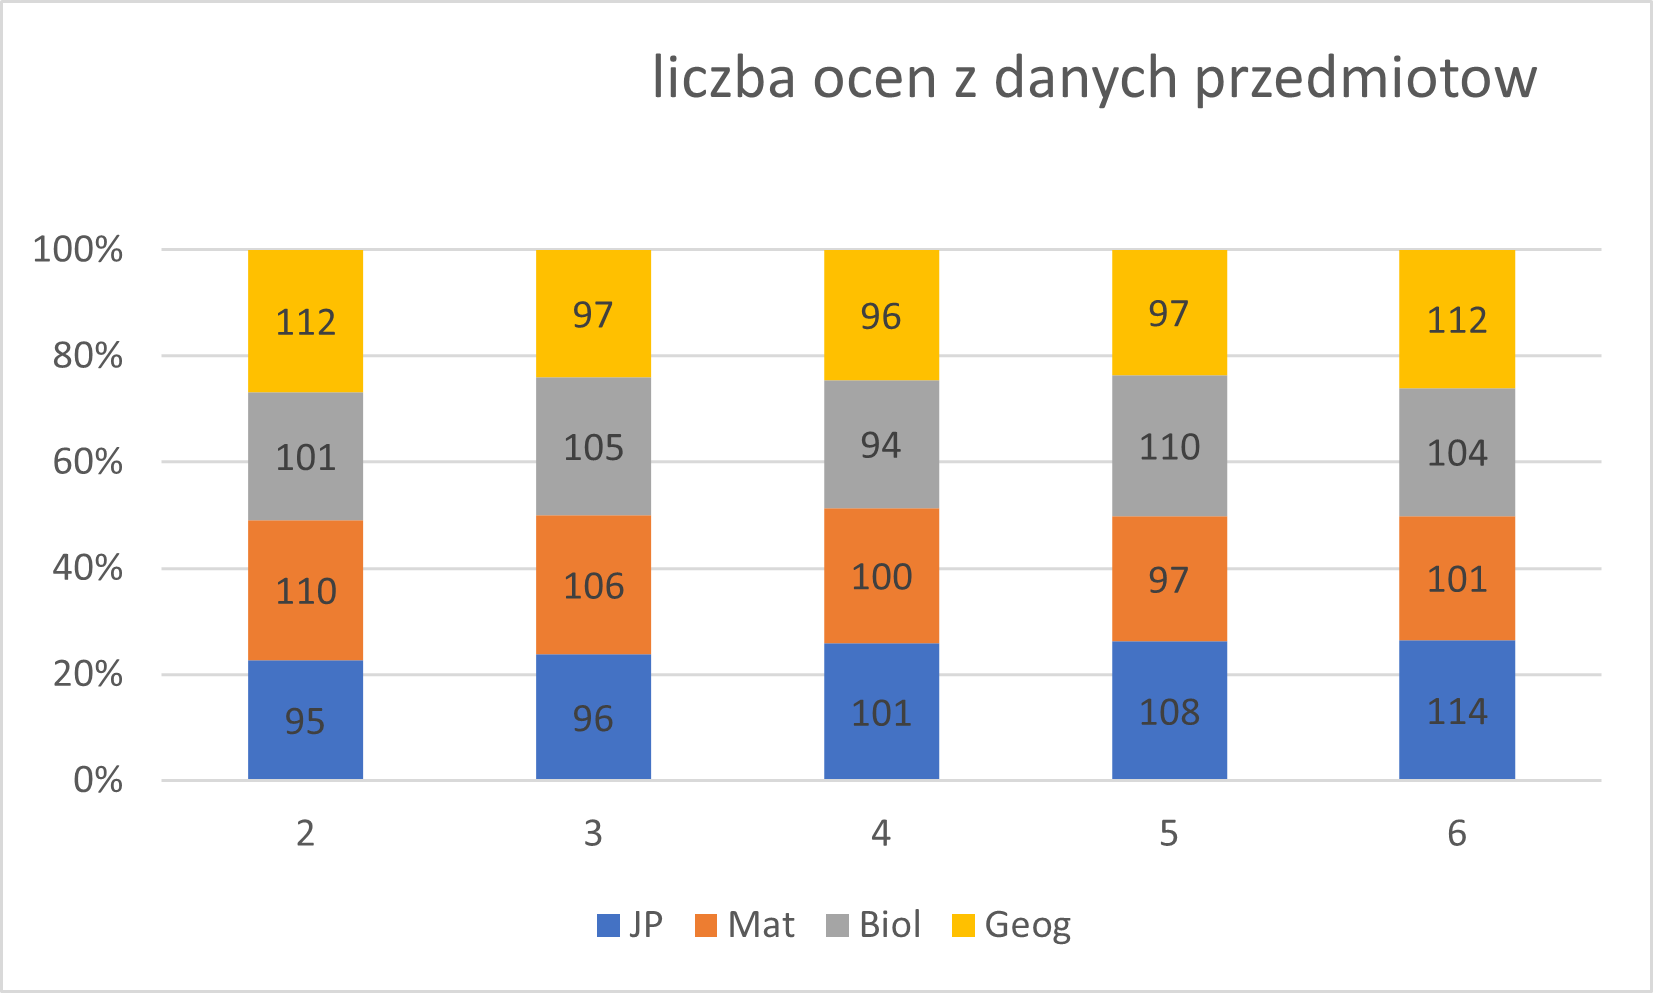 liczba ocen z danych przedmiotow
100%
112 97 96 97 112
80%
101 105 94 110 104
60%
110 106 100 97 101
40%
95 96 101 108 114
20%
0%
2 3 4 5 6
JP Mat Biol Geog